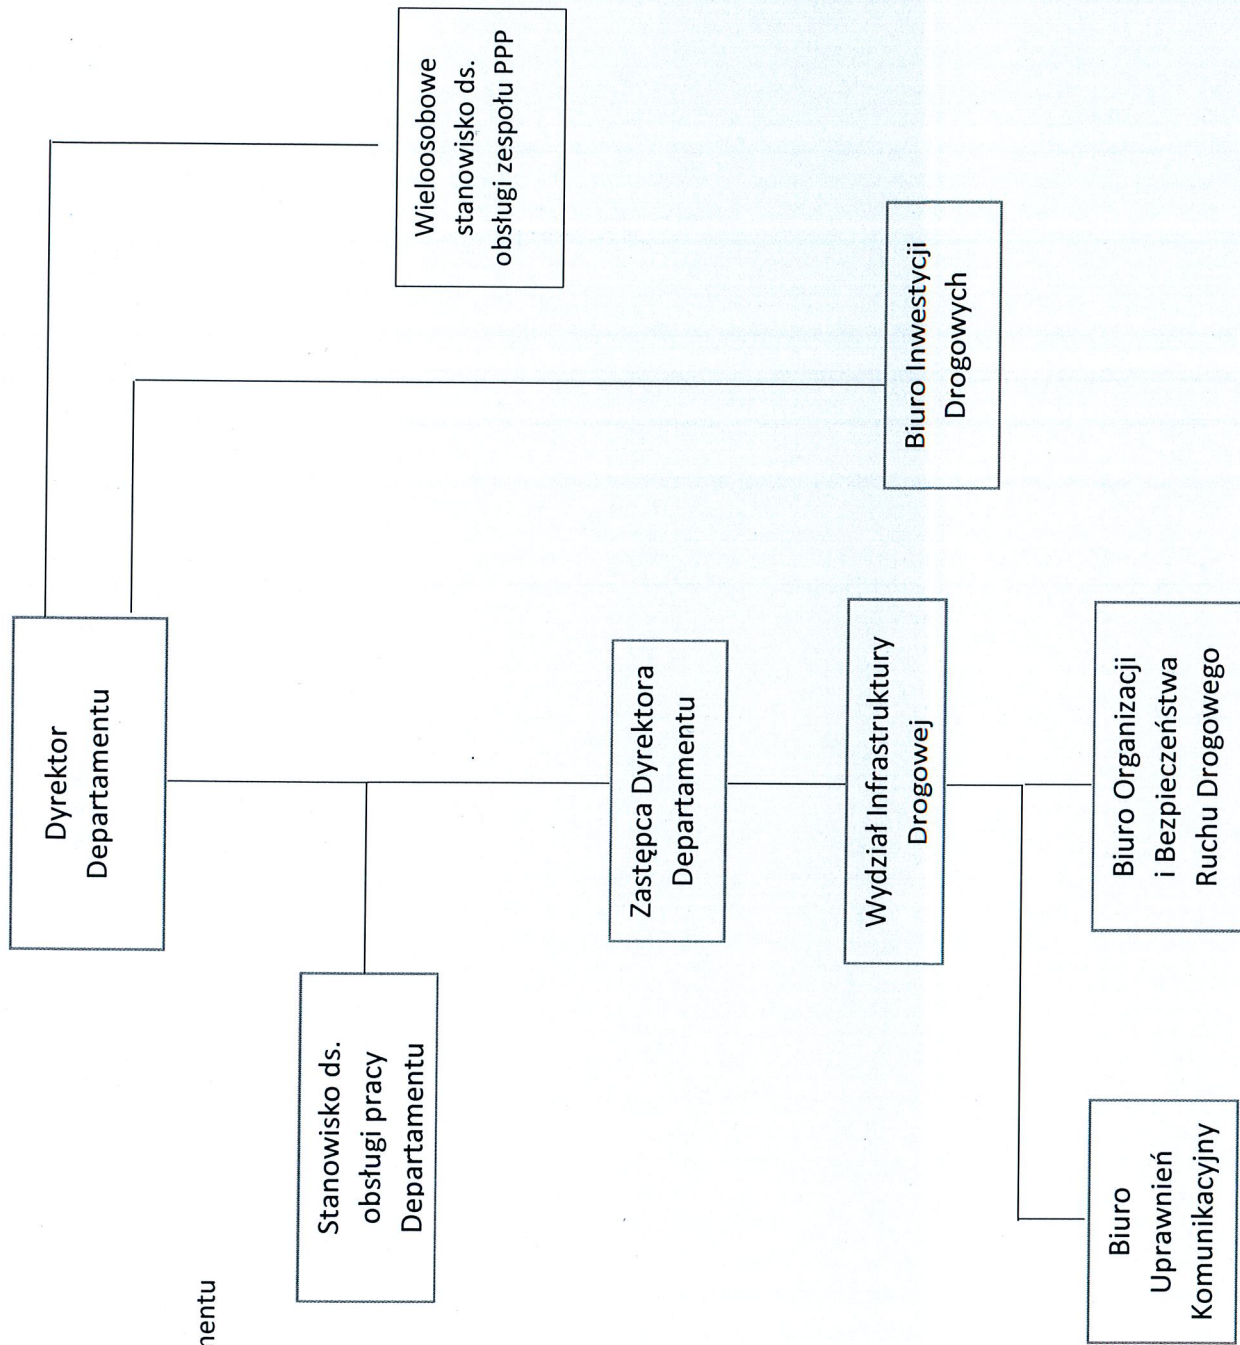 Dyrektor
Departamentu
Wieloosobowe
stanowisko ds.
obsługi zespołu PPP
Stanowisko ds.
obsługi pracy
Departamentu
Zastępca Dyrektora
Departamentu
Wydział Infrastruktury
Drogowej
Biuro Inwestycji
Drogowych
Biuro
Uprawnień
Komunikacyjny
Biuro Organizacji
i Bezpieczeństwa
Ruchu Drogowego